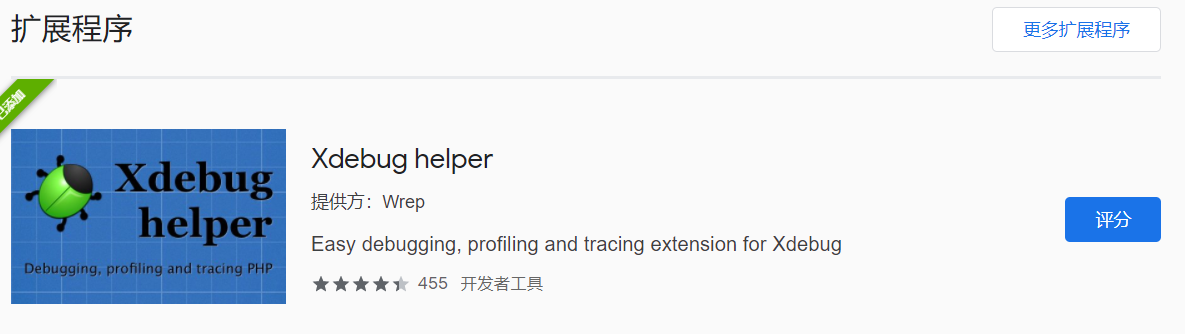 扩展程序
更多扩展程序
已添加
Xdebug helper
Debugging, profiling and tracing PHP
Xdebug helper
提供方：Wrep
Easy debugging, profiling and tracing extension for Xdebug
455 开发者工具
评分